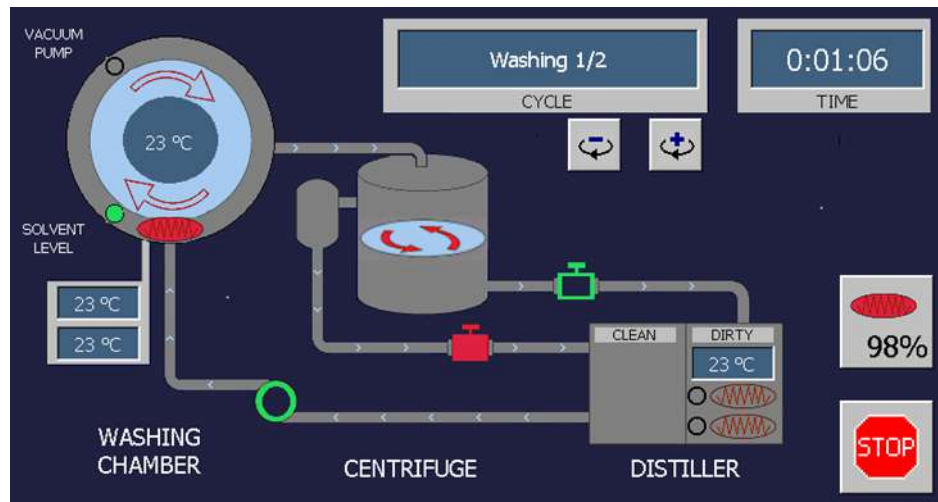 VACUUM
PUMP
Washing 1/2
CYCLE
0:01:06
TIME
- +
23 ºC
SOLVENT
LEVEL
23 ºC
23 ºC
CLEAN
DIRTY
23 ºC
98%
STOP
WASHING
CHAMBER
CENTRIFUGE
DISTILLER